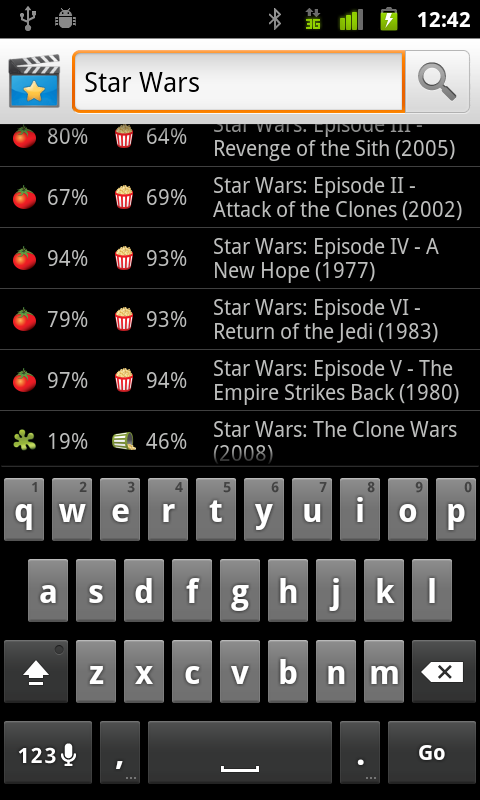 3G
12:42
Star Wars
80% 64% Star Wars: Episode III -
Revenge of the Sith (2005)
67% 69% Star Wars: Episode II -
Attack of the Clones (2002)
94% 93% Star Wars: Episode IV - A
New Hope (1977)
79% 93% Star Wars: Episode VI -
Return of the Jedi (1983)
97% 94% Star Wars: Episode V - The
Empire Strikes Back (1980)
19% 46% Star Wars: The Clone Wars
(2008)
1 2 3 4 5 6 7 8 9 0
q w e r t y u i o p
a s d f g h j k l
z x c v b n m
123 , ... . ... Go